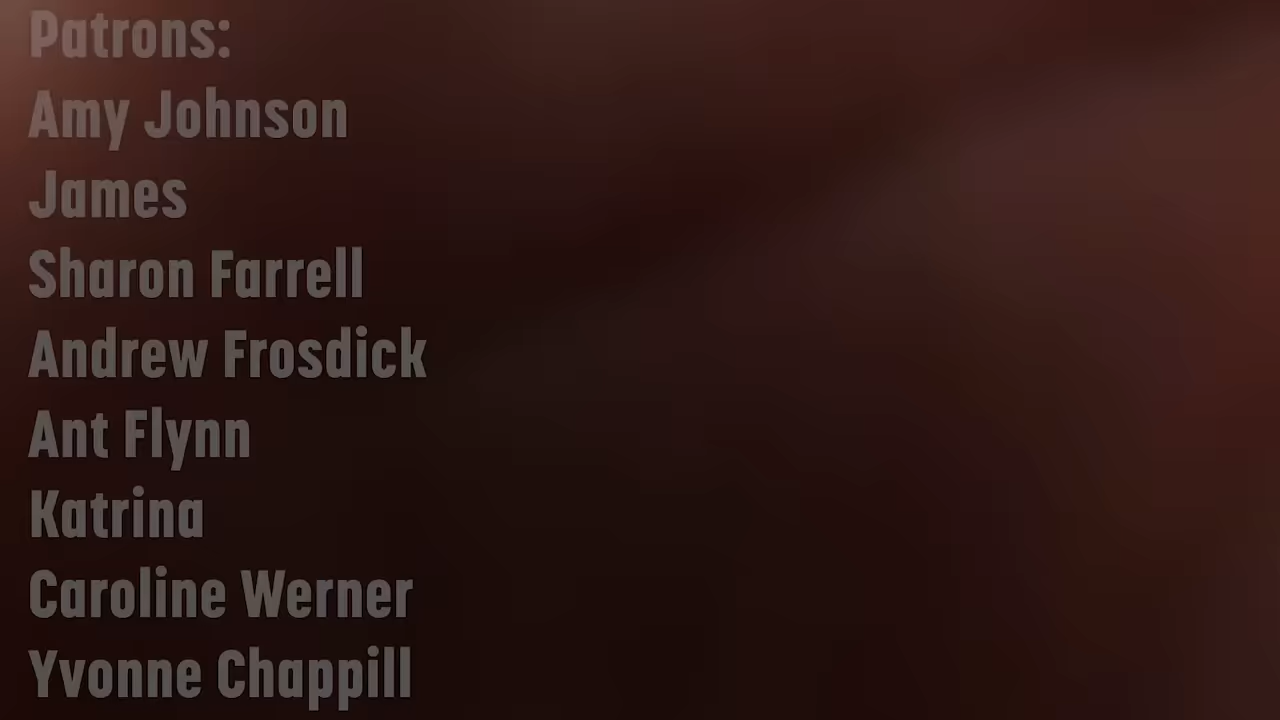 Patrons:
Amy Johnson
James
Sharon Farrell
Andrew Frosdick
Ant Flynn
Katrina
Caroline Werner
Yvonne Chappill